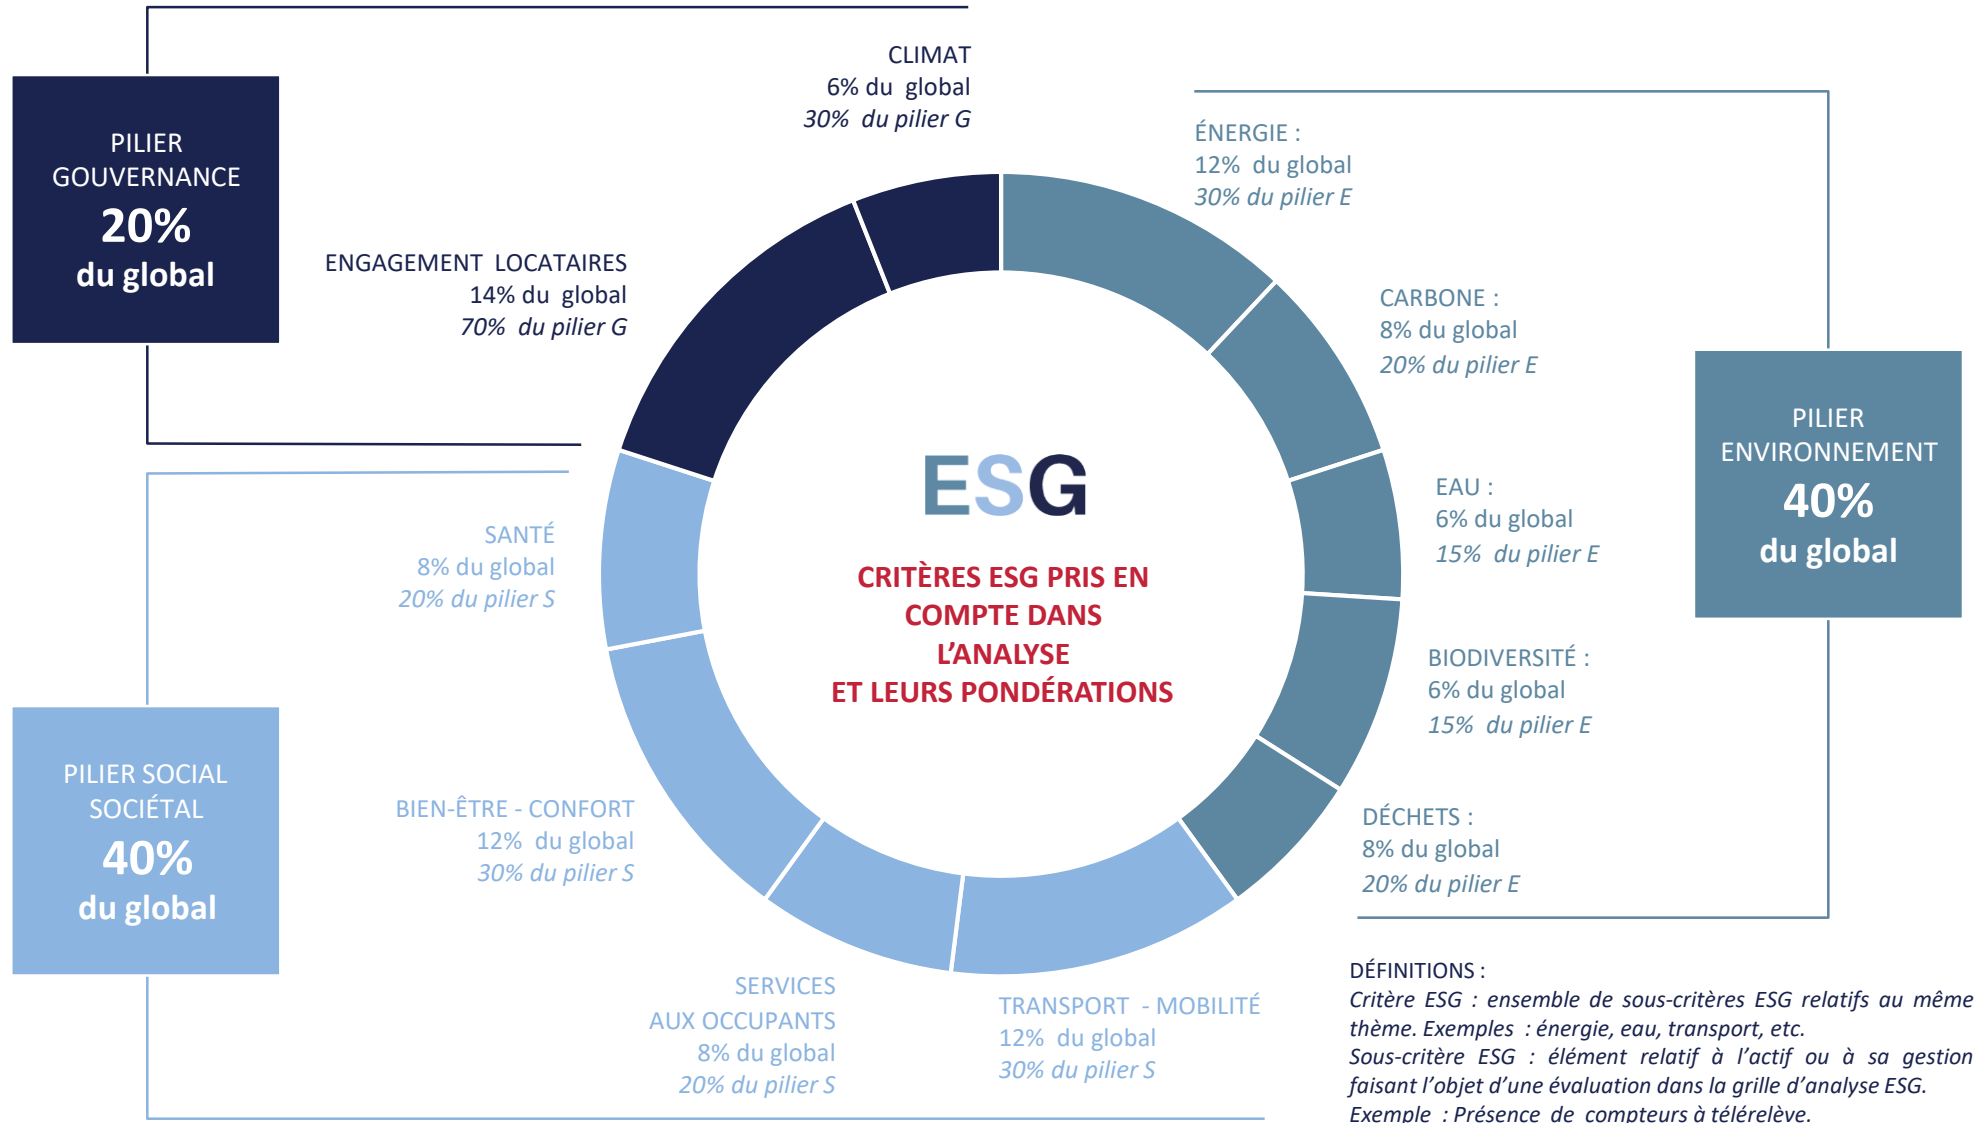 CLIMAT
6% du global
30% du pilier G
PILIER
GOUVERNANCE
20%
du global
ENGAGEMENT LOCATAIRES
14% du global
70% du pilier G
ÉNERGIE :
12% du global
30% du pilier E
CARBONE :
8% du global
20% du pilier E
PILIER
ENVIRONNEMENT
40%
du global
EAU :
6% du global
15% du pilier E
BIODIVERSITÉ :
6% du global
15% du pilier E
DÉCHETS :
8% du global
20% du pilier E
ESG
CRITÈRES ESG PRIS EN
COMPTE DANS
L’ANALYSE
ET LEURS PONDÉRATIONS
SANTÉ
8% du global
20% du pilier S
PILIER SOCIAL
SOCIÉTAL
40%
du global
BIEN-ÊTRE - CONFORT
12% du global
30% du pilier S
SERVICES
AUX OCCUPANTS
8% du global
20% du pilier S
TRANSPORT - MOBILITÉ
12% du global
30% du pilier S
DÉFINITIONS :
Critère ESG : ensemble de sous-critères ESG relatifs au même
thème. Exemples : énergie, eau, transport, etc.
Sous-critère ESG : élément relatif à l’actif ou à sa gestion
faisant l’objet d’une évaluation dans la grille d’analyse ESG.
Exemple : Présence de compteurs à télérelève.